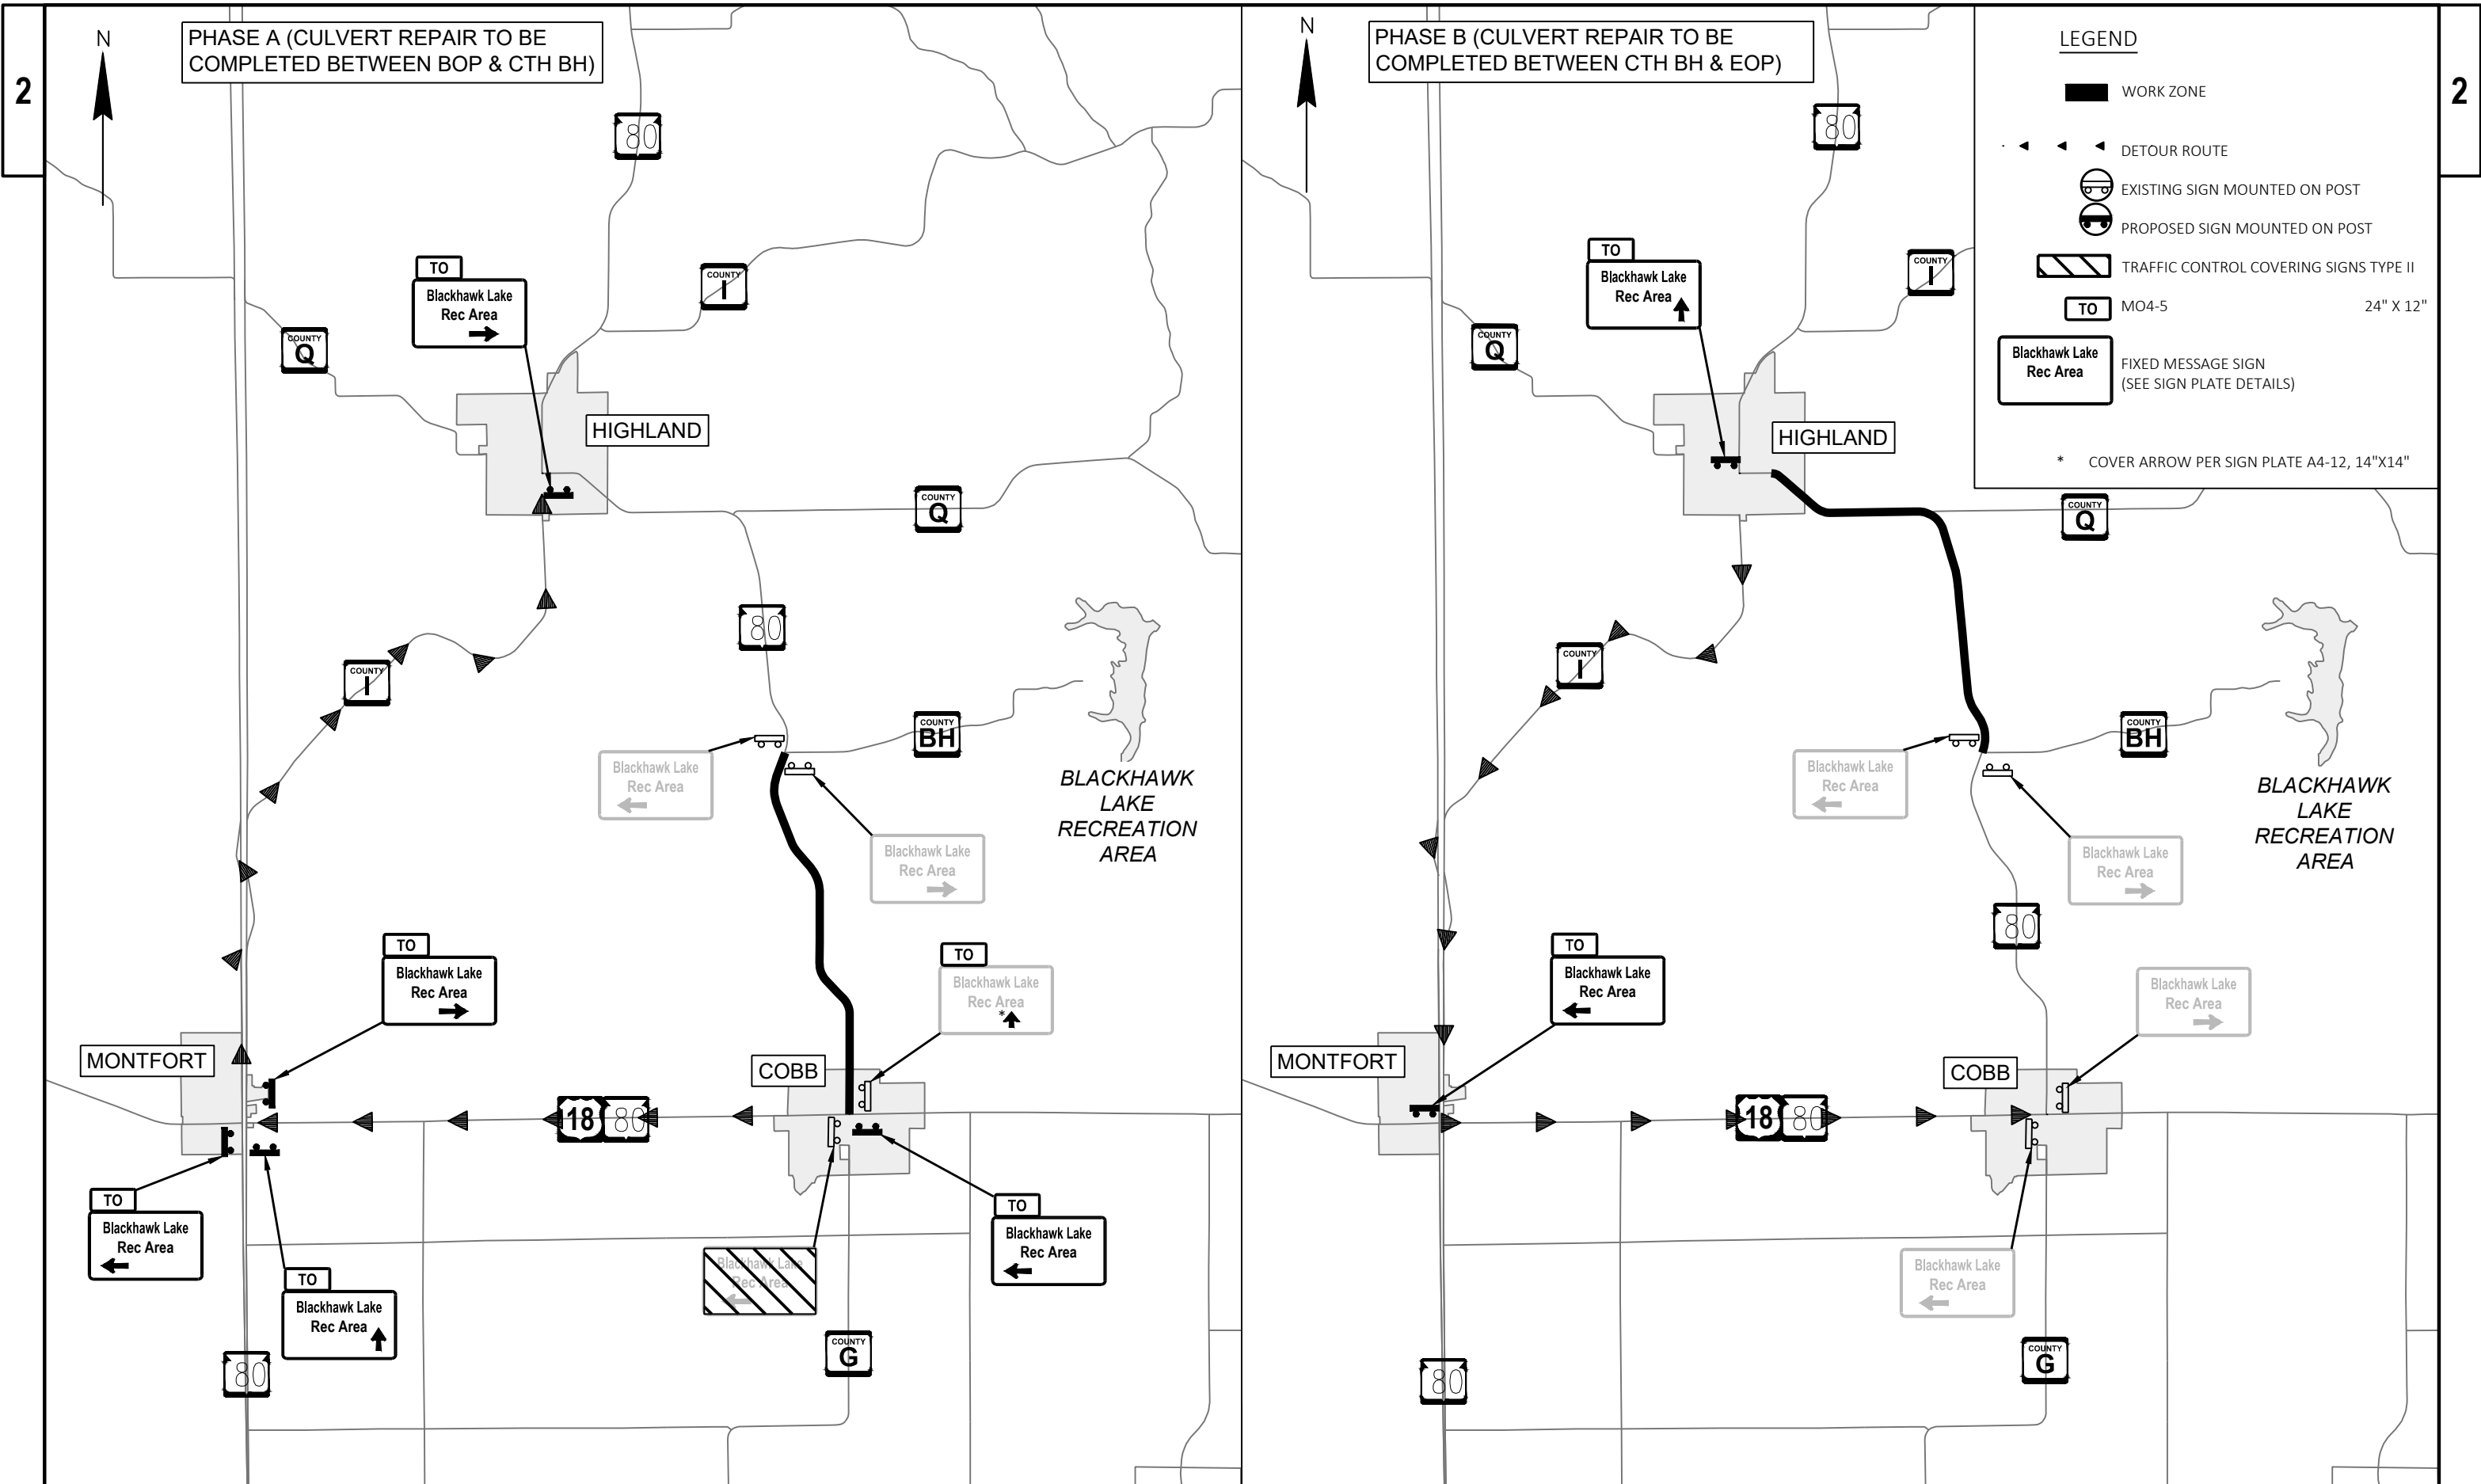 2
N
PHASE A (CULVERT REPAIR TO BE
COMPLETED BETWEEN BOP & CTH BH)
80
TO
Blackhawk Lake
Rec Area
COUNTY
I
COUNTY
Q
HIGHLAND
COUNTY
Q
80
COUNTY
I
COUNTY
BH
Blackhawk Lake
Rec Area
BLACKHAWK
LAKE
RECREATION
AREA
Blackhawk Lake
Rec Area
TO
Blackhawk Lake
Rec Area
TO
Blackhawk Lake
Rec Area
*
MONTFORT
COBB
18
80
TO
Blackhawk Lake
Rec Area
TO
Blackhawk Lake
Rec Area
TO
Blackhawk Lake
Rec Area
Blackhawk Lake
Rec Area
COUNTY
G
80
N
PHASE B (CULVERT REPAIR TO BE
COMPLETED BETWEEN CTH BH & EOP)
80
TO
Blackhawk Lake
Rec Area
COUNTY
I
COUNTY
Q
HIGHLAND
COUNTY
Q
COUNTY
I
COUNTY
BH
Blackhawk Lake
Rec Area
BLACKHAWK
LAKE
RECREATION
AREA
Blackhawk Lake
Rec Area
80
TO
Blackhawk Lake
Rec Area
Blackhawk Lake
Rec Area
MONTFORT
COBB
18
80
Blackhawk Lake
Rec Area
COUNTY
G
80
LEGEND
WORK ZONE
DETOUR ROUTE
EXISTING SIGN MOUNTED ON POST
PROPOSED SIGN MOUNTED ON POST
TRAFFIC CONTROL COVERING SIGNS TYPE II
TO MO4-5 24" X 12"
Blackhawk Lake
Rec Area
FIXED MESSAGE SIGN
(SEE SIGN PLATE DETAILS)
* COVER ARROW PER SIGN PLATE A4-12, 14"X14"
2